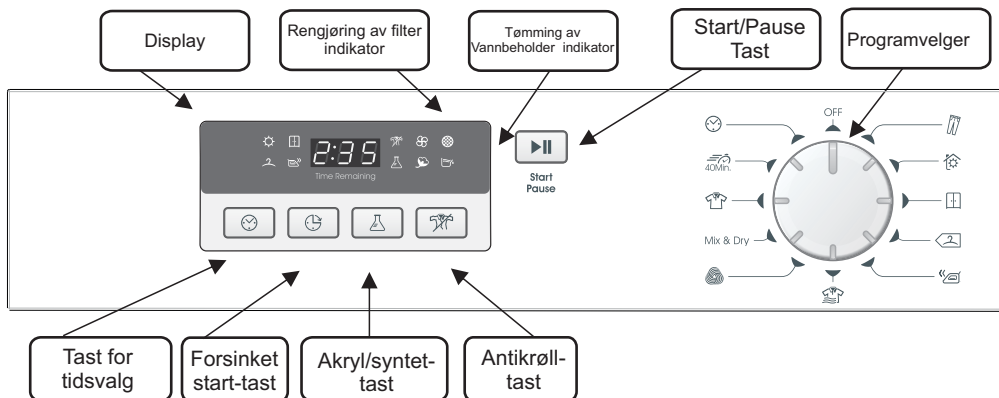 Display
Rengjøring av filter
indikator
Tømming av
Vannbeholder indikator
Start/Pause
Tast
Programvelger
2:35
Time Remaining
Start
Pause
OFF
40Min.
Mix & Dry
Tast for
tidsvalg
Forsinket
start-tast
Akryl/syntet-
tast
Antikrøll-
tast